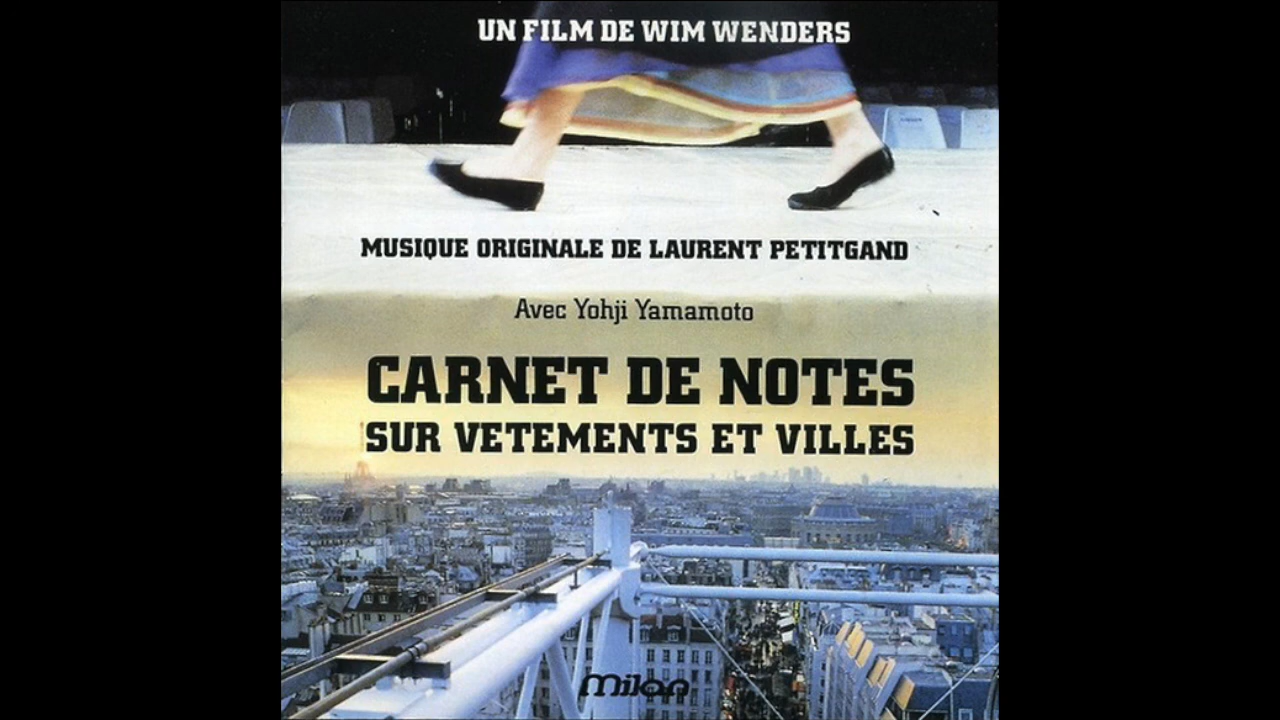 UN FILM DE WIM WENDERS
MUSIQUE ORIGINALE DE LAURENT PETITGAND
Avec Yohji Yamamoto
CARNET DE NOTES
SUR VETEMENTS ET VILLES
milan